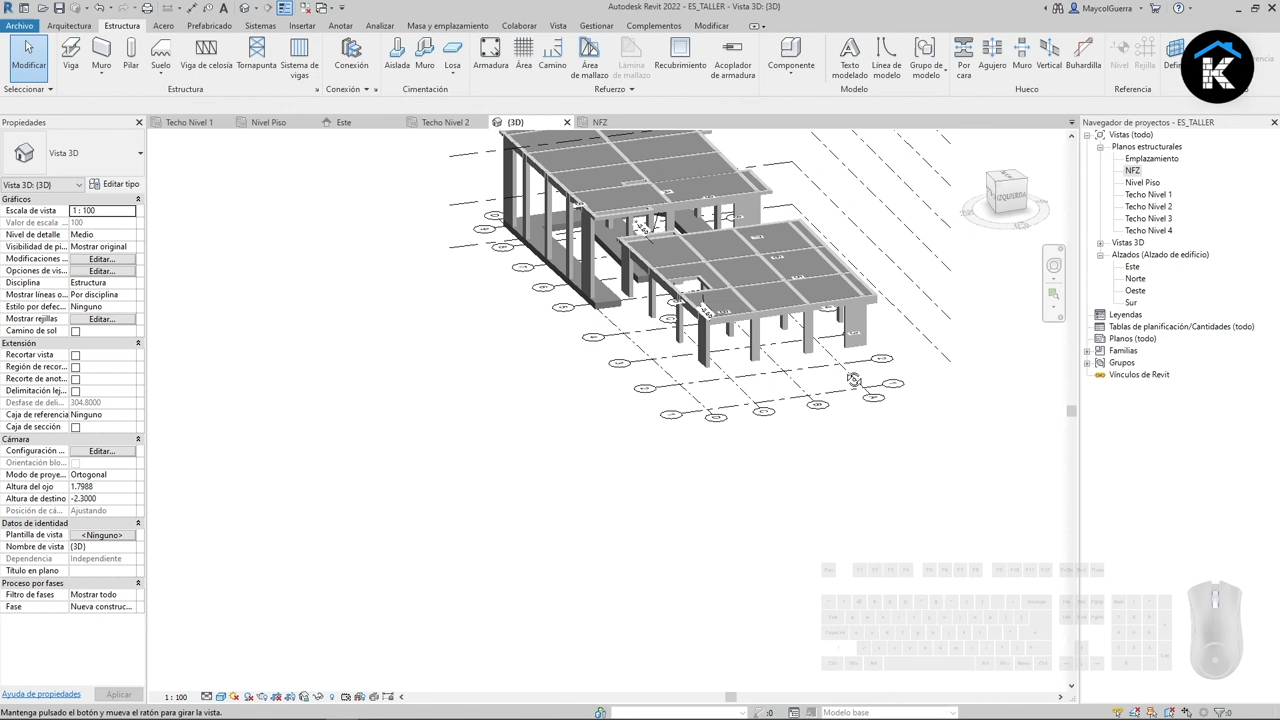 Autodesk Revit 2022 - ES_TALLER - Vista 3D: {3D}
MaycolGuerra
Archivo Arquitectura Estructura Acero Prefabricado Sistemas Insertar Anotar Analizar Masa y emplazamiento Colaborar Vista Gestionar Complementos Modificar
Modificar Viga Muro Pilar Suelo Viga de celosía Tornapunta Sistema de vigas Conexión Aislada Muro Losa Armadura Área Camino Área de mallazo Lámina de mallazo Recubrimiento Acoplador de armadura Componente Texto modelado Línea de modelo Grupo de modelo Por cara Agujero Muro Vertical Buhardilla Nivel Rejilla
Seleccionar Estructura Conexión Cimentación Refuerzo Modelo Hueco Referencia
Propiedades
Techo Nivel 1 Nivel Piso Este Techo Nivel 2 {3D} NFZ
Navegador de proyectos - ES_TALLER
Vista 3D
Vista 3D: {3D} Editar tipo
Gráficos
Escala de vista 1 : 100
Valor de escala ... 100
Nivel de detalle Medio
Visibilidad de pi... Mostrar original
Modificaciones ... Editar...
Opciones de vis... Editar...
Disciplina Estructura
Mostrar líneas o... Por disciplina
Estilo por defec... Ninguno
Mostrar rejillas Editar...
Camino de sol
Extensión
Recortar vista
Región de recor...
Recorte de anot...
Delimitación lej...
Desfase de deli... 304.8000
Caja de referencia Ninguno
Caja de sección
Cámara
Configuración ... Editar...
Orientación blo...
Modo de proye... Ortogonal
Altura del ojo 1.7988
Altura de destino -2.3000
Posición de cá... Ajustando
Datos de identidad
Plantilla de vista <Ninguno>
Nombre de vista {3D}
Dependencia Independiente
Título en plano
Proceso por fases
Filtro de fases Mostrar todo
Fase Nueva construc...
Ayuda de propiedades Aplicar
IZQUIERDA
Vistas (todo)
Planos estructurales
Emplazamiento
NFZ
Nivel Piso
Techo Nivel 1
Techo Nivel 2
Techo Nivel 3
Techo Nivel 4
Vistas 3D
Alzados (Alzado de edificio)
Este
Norte
Oeste
Sur
Leyendas
Tablas de planificación/Cantidades (todo)
Planos (todo)
Familias
Grupos
Vínculos de Revit
1 : 100
Mantenga pulsado el botón y mueva el ratón para girar la vista.
:0
Modelo base
:0